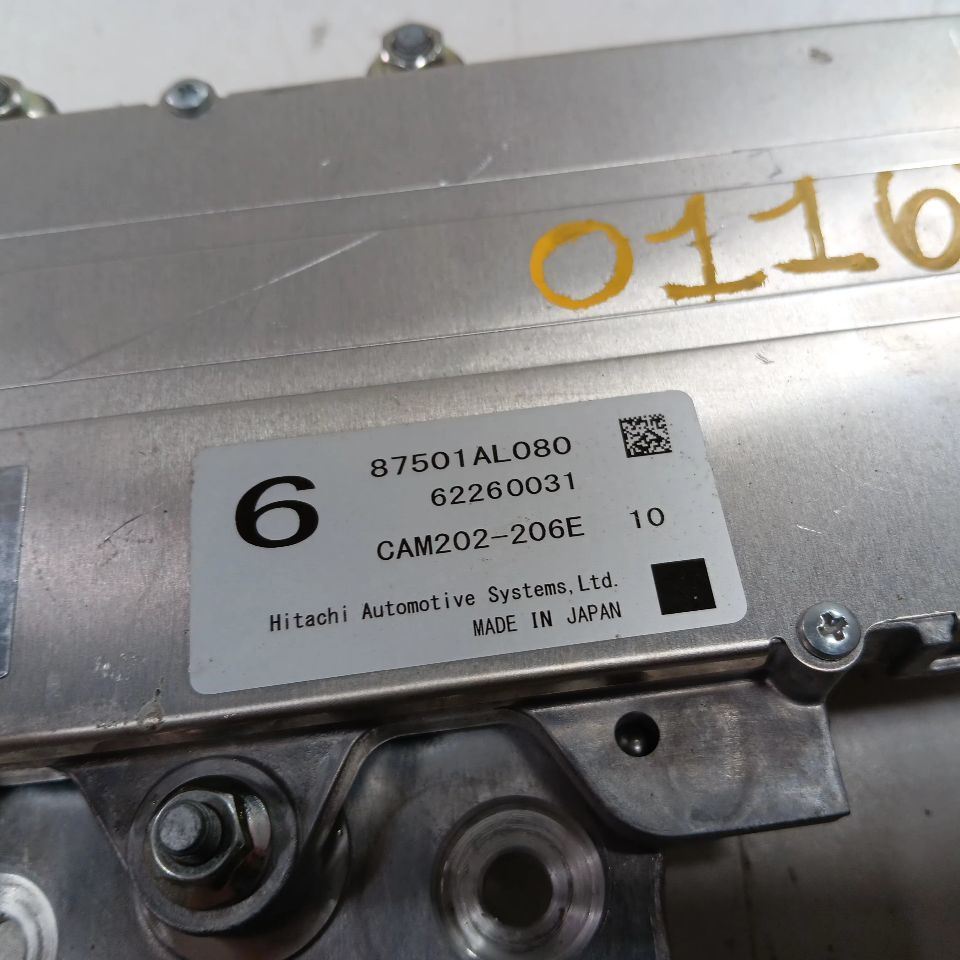 0116
6
87501AL080
62260031
CAM202-206E 10
Hitachi Automotive Systems,Ltd.
MADE IN JAPAN